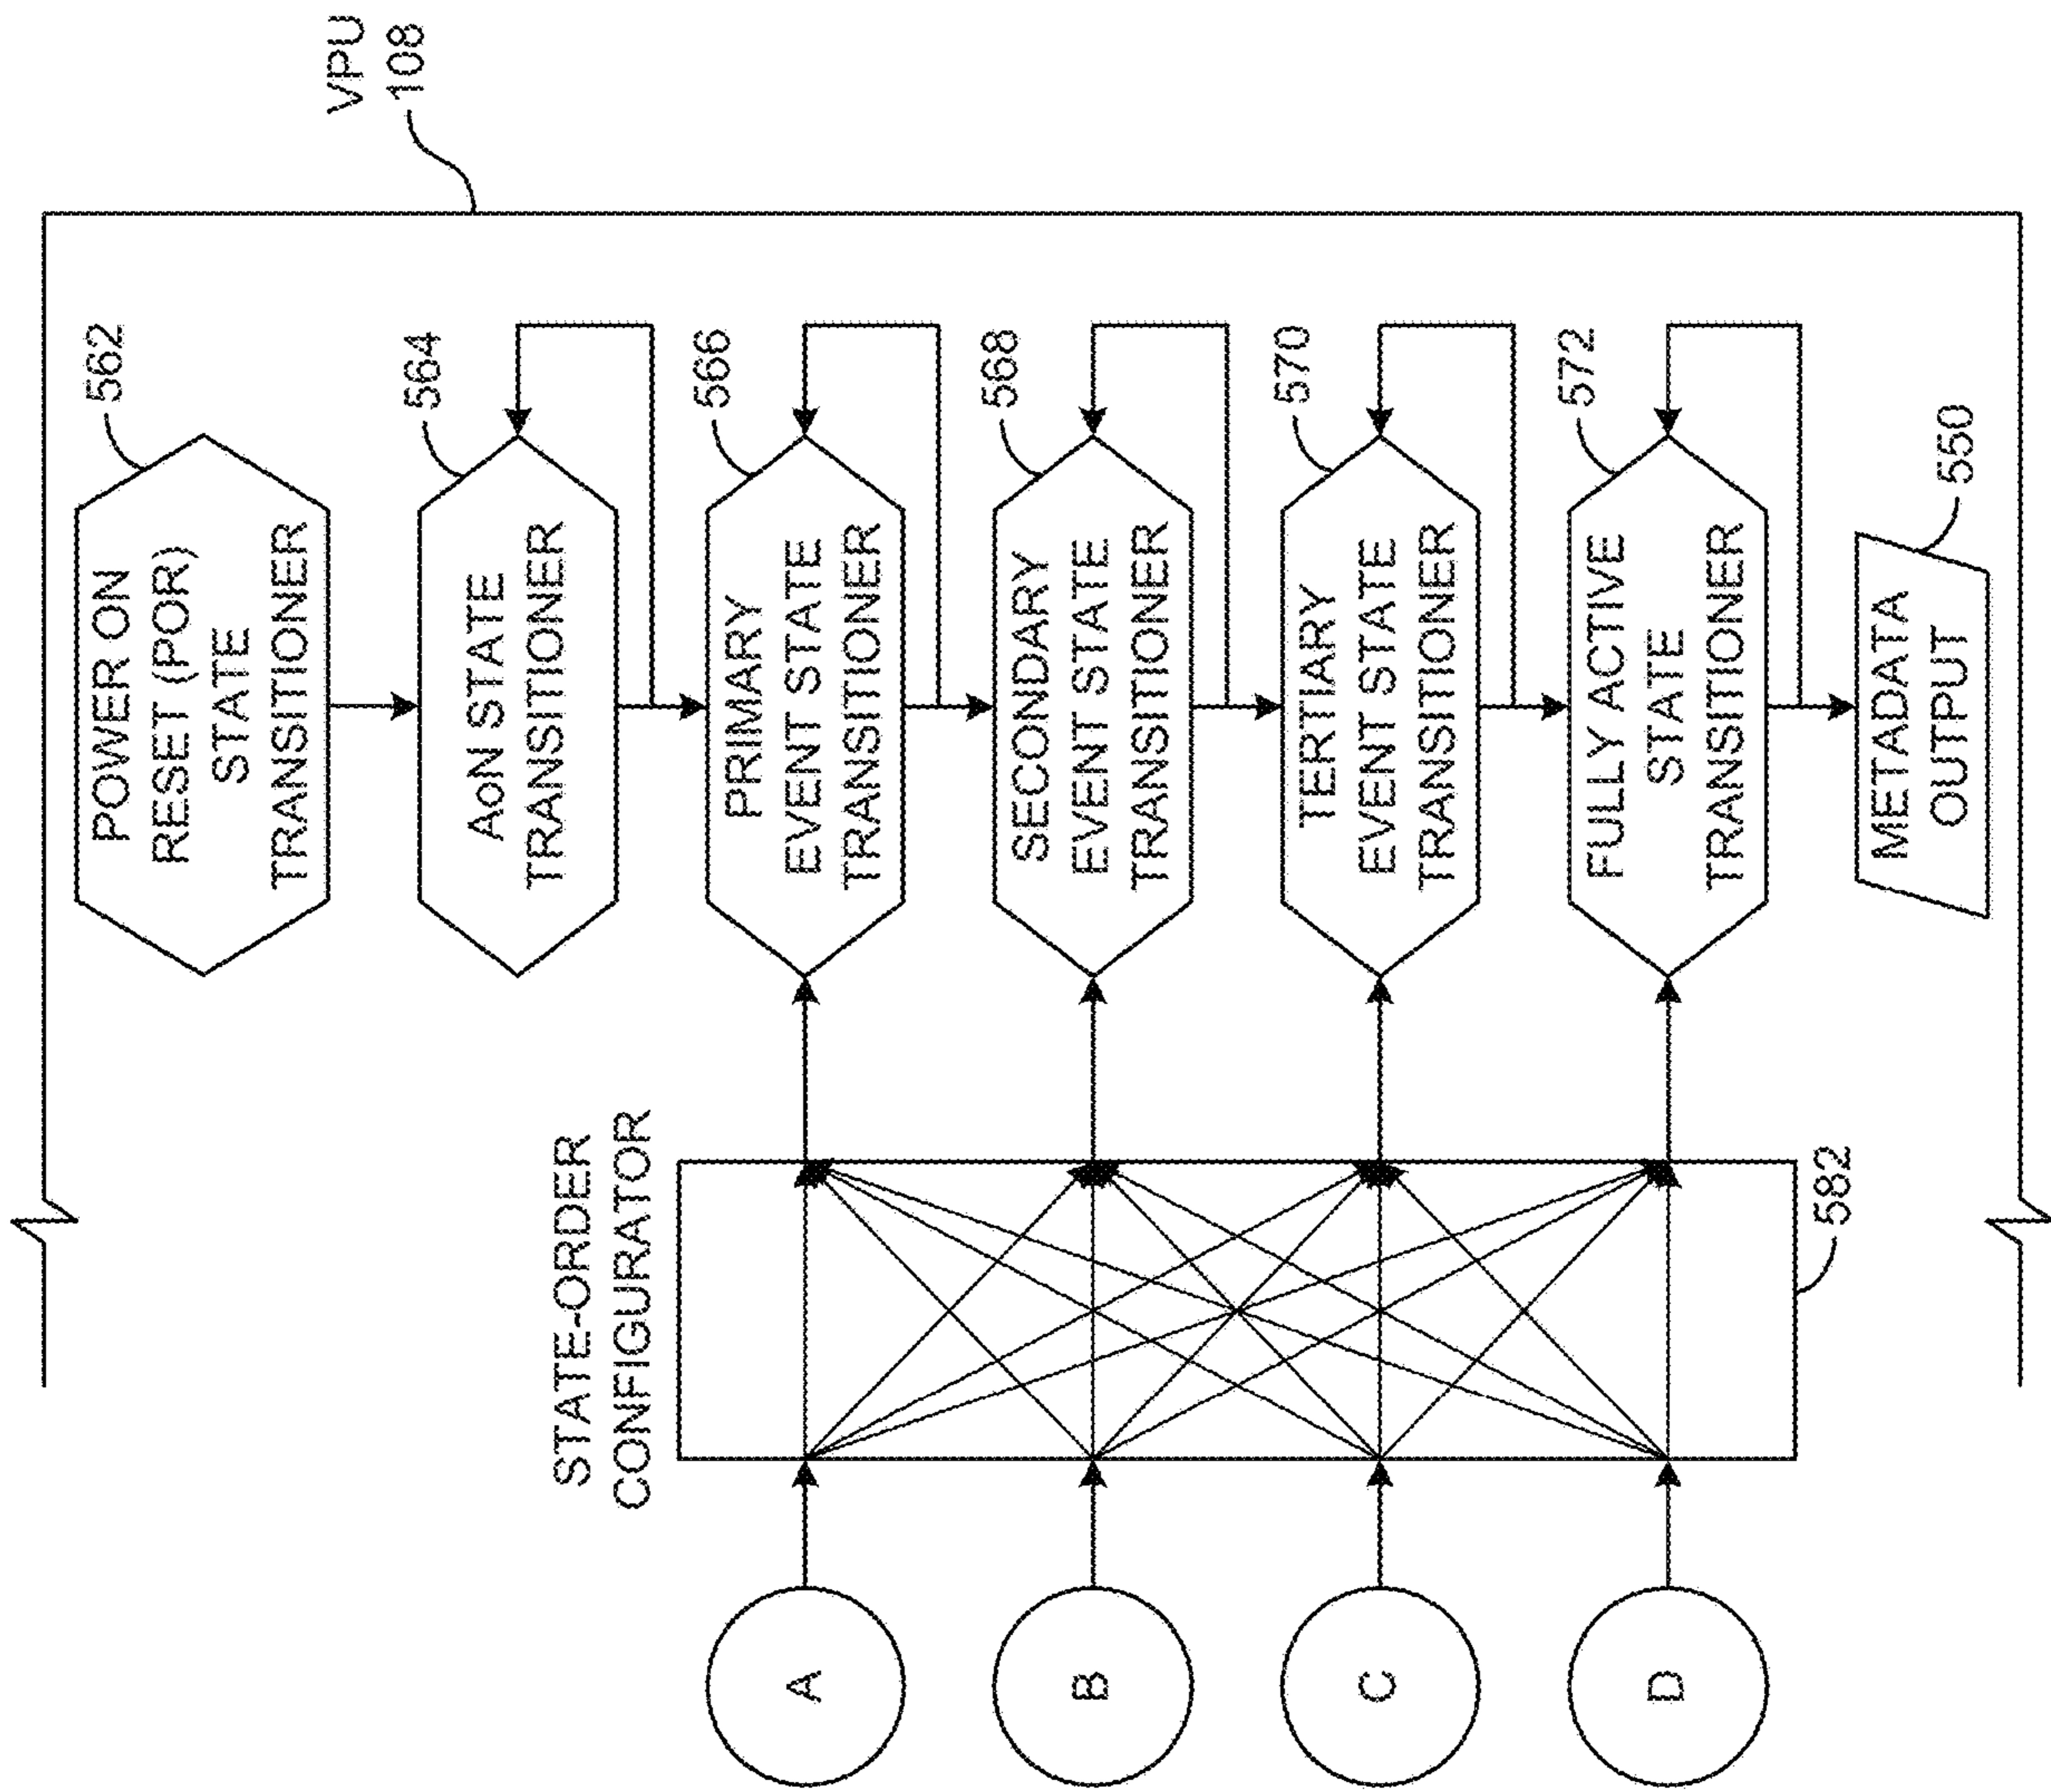 VPU
108
562
POWER ON
RESET (POR)
STATE
TRANSITIONER
564
AoN STATE
TRANSITIONER
566
PRIMARY
EVENT STATE
TRANSITIONER
568
SECONDARY
EVENT STATE
TRANSITIONER
570
TERTIARY
EVENT STATE
TRANSITIONER
572
FULLY ACTIVE
STATE
TRANSITIONER
550
METADATA
OUTPUT
STATE-ORDER
CONFIGURATOR
582
A
B
C
D